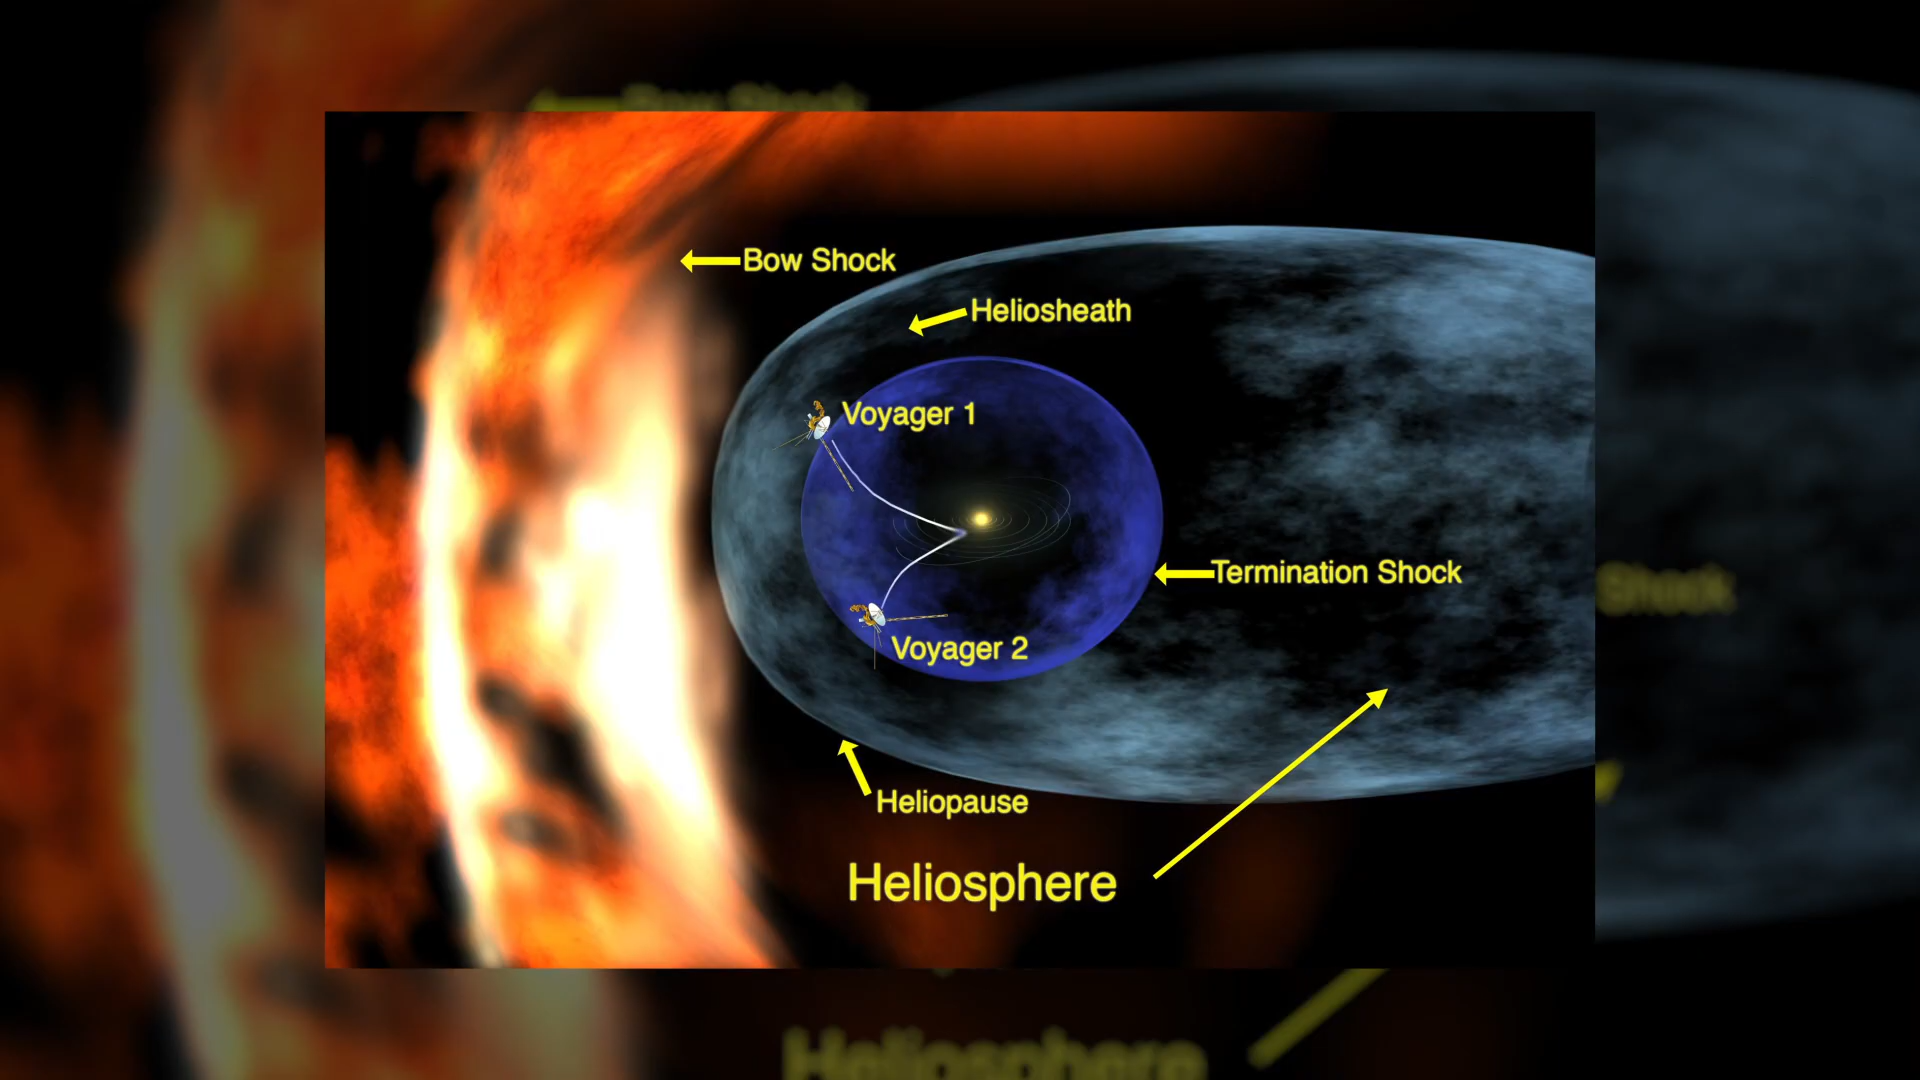 Bow Shock
Heliosheath
Voyager 1
Termination Shock
Voyager 2
Heliopause
Heliosphere